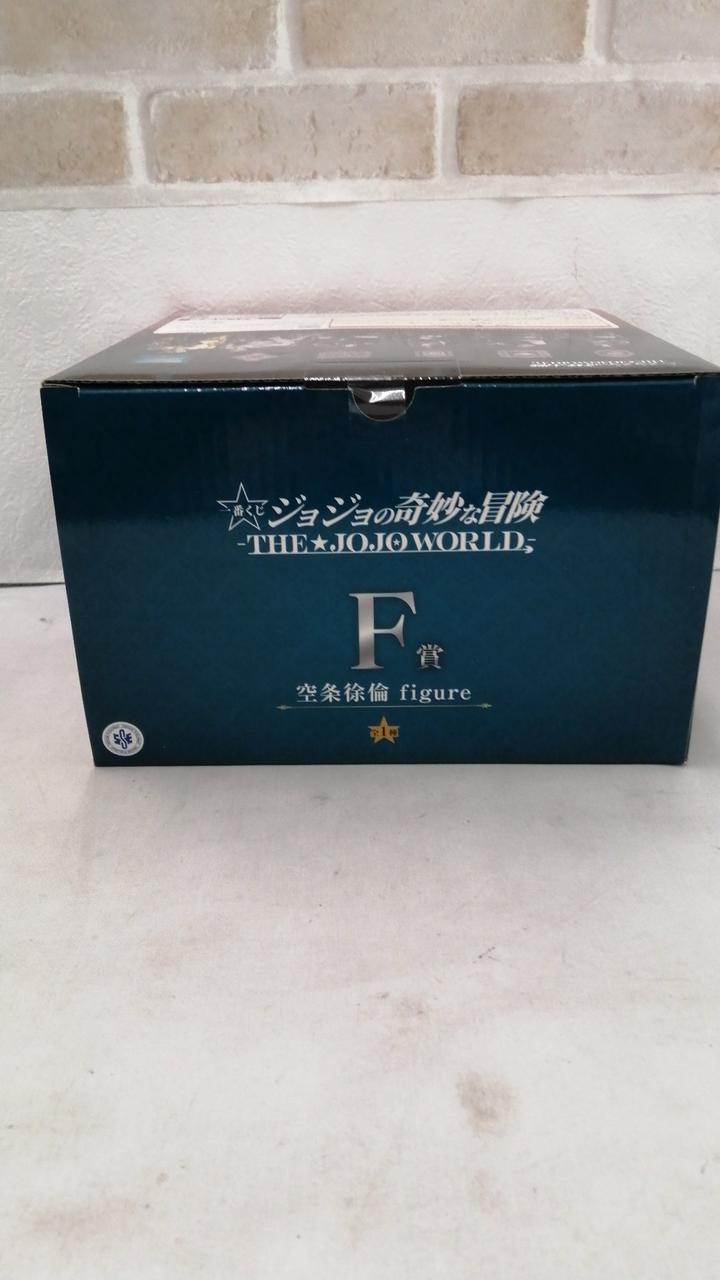 一番くじ ジョジョの奇妙な冒険
-THE★JOJO WORLD-
F賞
空条徐倫 figure
全1種